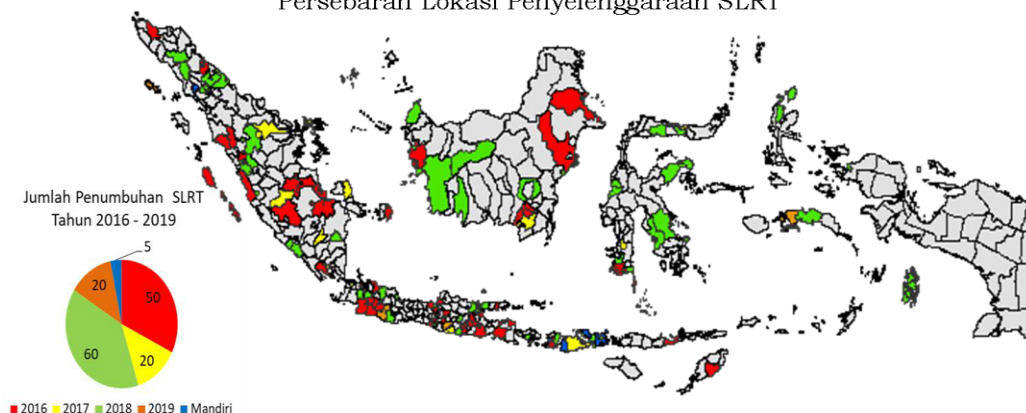 Persebaran Lokasi Penyelenggaraan SLRT
Jumlah Penumbuhan SLRT
Tahun 2016 - 2019
5
20
50
60
20
2016 2017 2018 2019 Mandiri